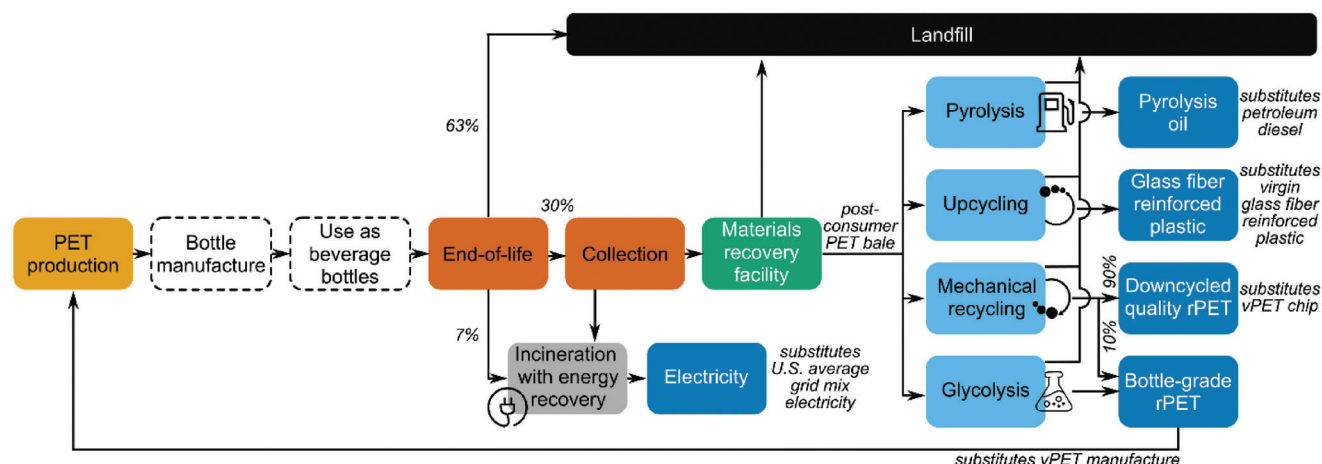 Landfill
63%
Pyrolysis
Pyrolysis
oil
substitutes
petroleum
diesel
Upcycling
Glass fiber
reinforced
plastic
substitutes
virgin
glass fiber
reinforced
plastic
PET
production
Bottle
manufacture
Use as
beverage
bottles
End-of-life
30%
Collection
Materials
recovery
facility
post-
consumer
PET bale
Mechanical
recycling
90%
Downcycled
quality rPET
substitutes
vPET chip
10%
7%
Incineration
with energy
recovery
Electricity
substitutes
U.S. average
grid mix
electricity
Glycolysis
Bottle-grade
rPET
substitutes vPET manufacture